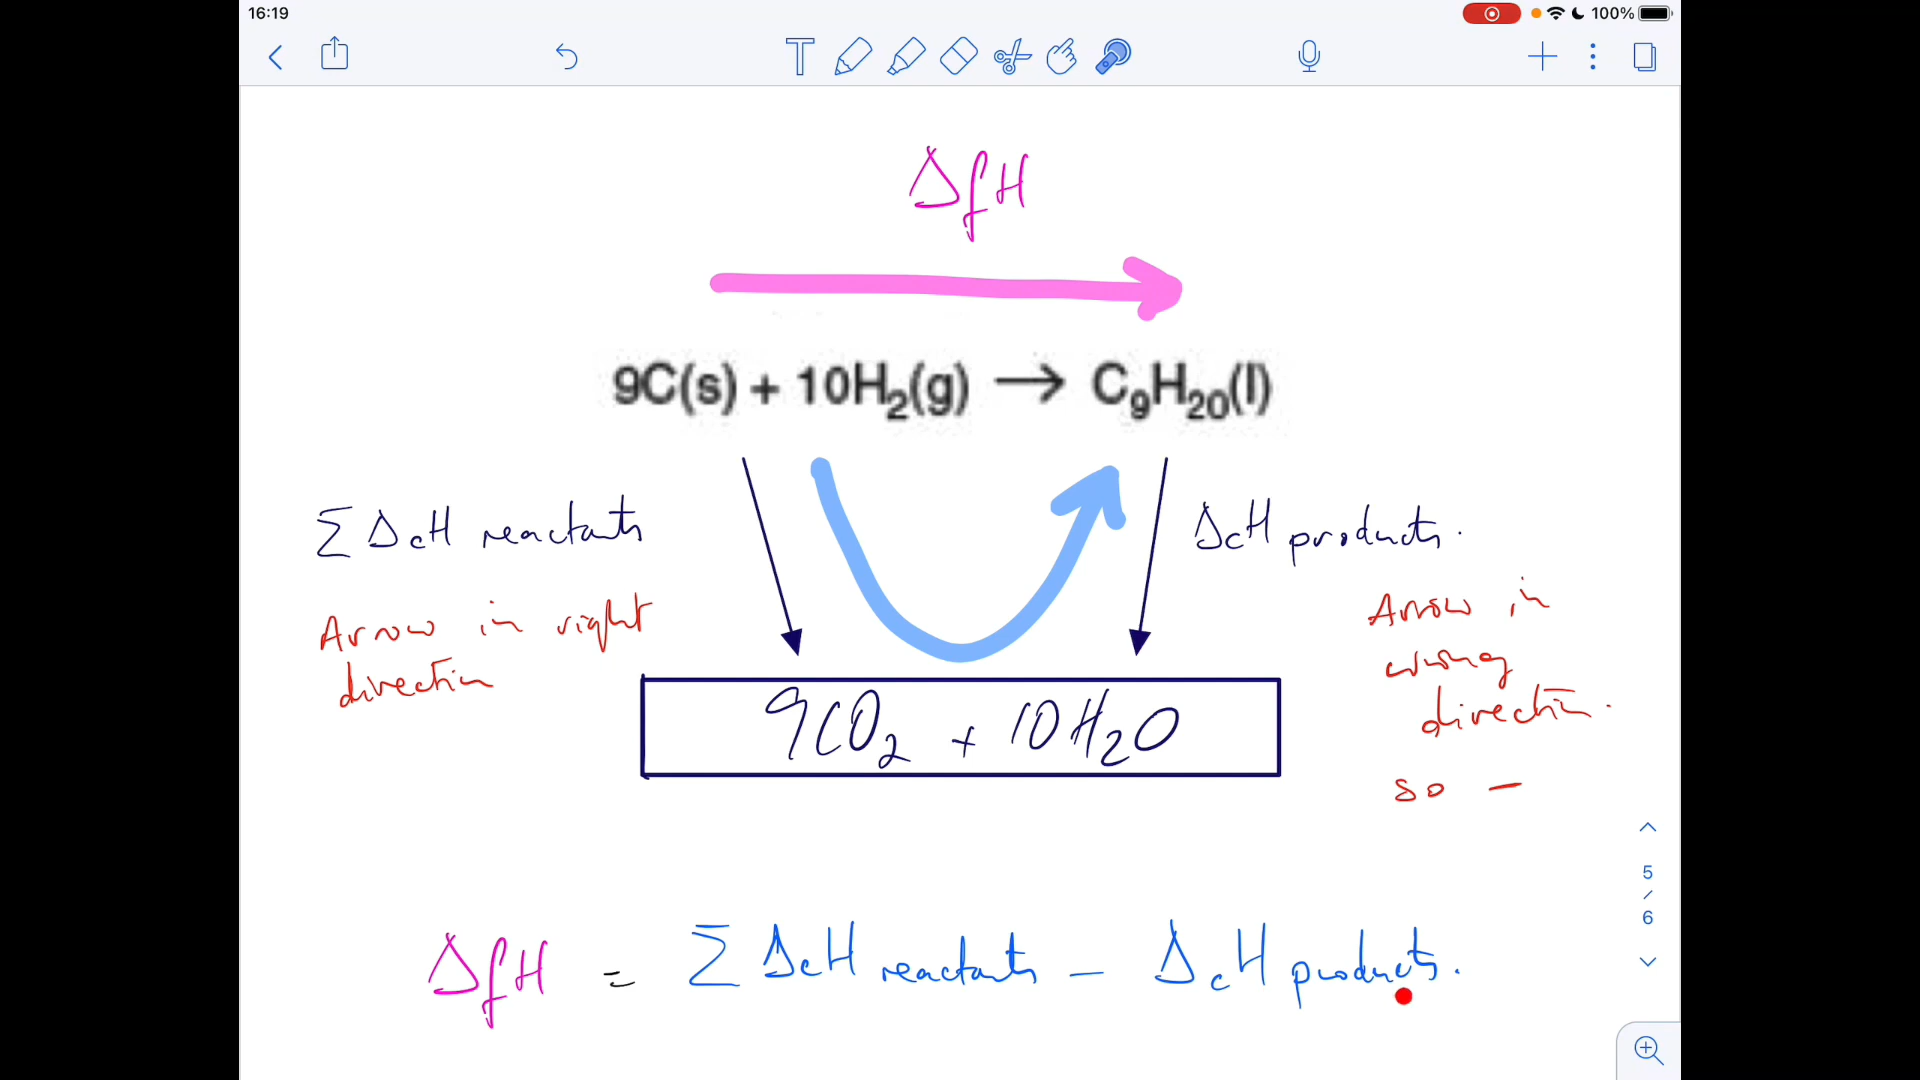 16:19
100%
T
ΔfH
9C(s) + 10H₂(g) → C₉H₂₀(l)
Σ ΔcH reactants
ΔcH products.
Arrow in right
direction
Arrow in
wrong
direction.
so –
9CO₂ + 10H₂O
5
/
6
ΔfH = Σ ΔcH reactants – ΔcH products.